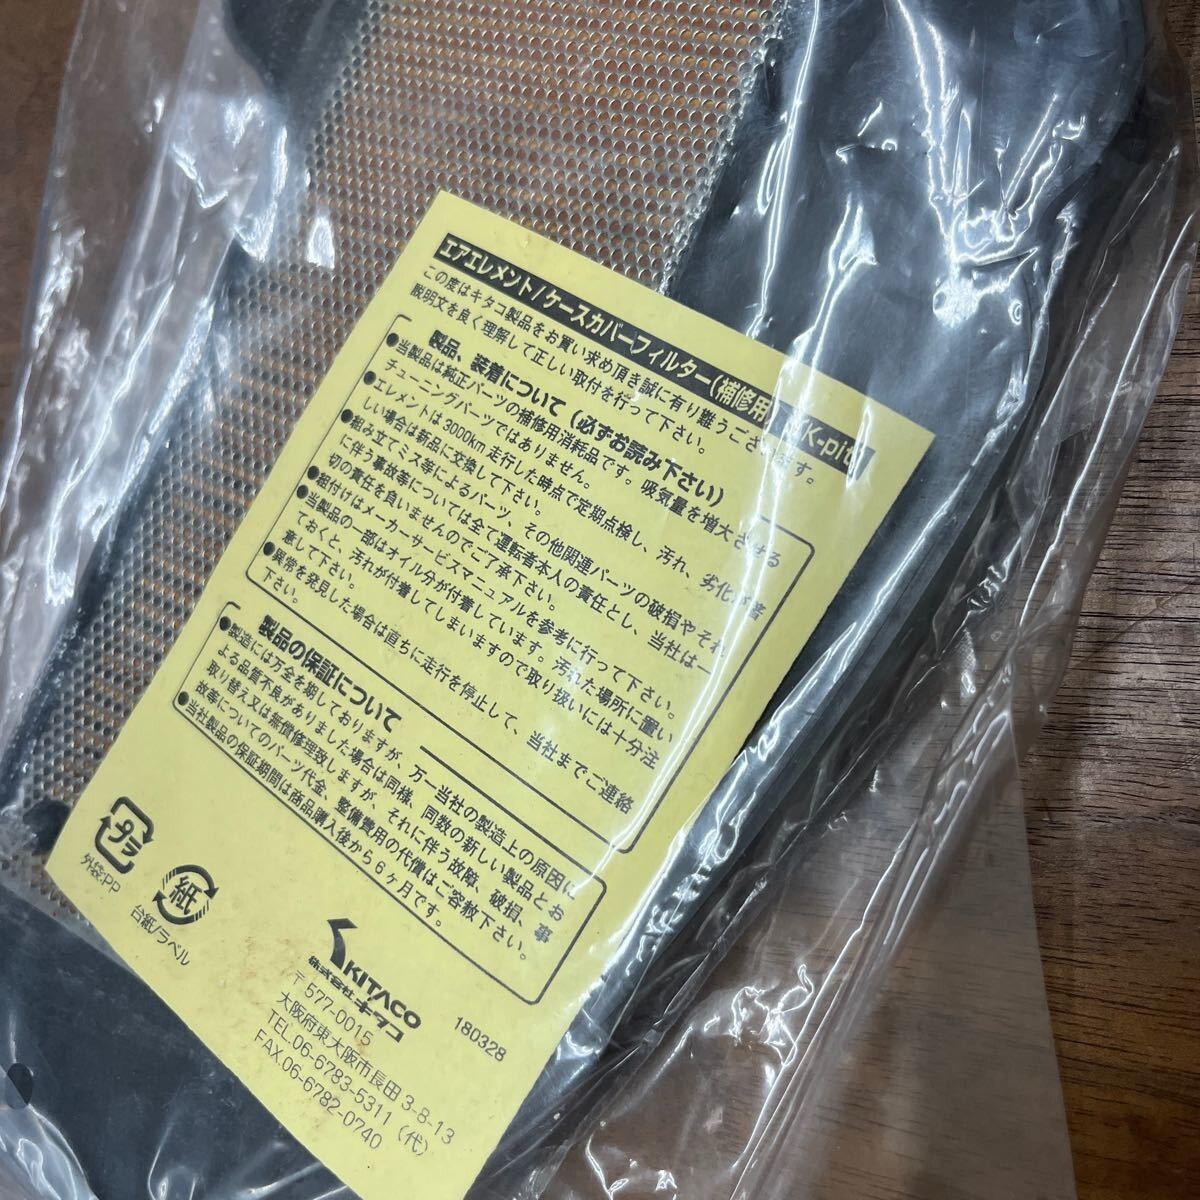 エアエレメント/ケースカバーフィルター(補修用) K-pit
この度はキタコ製品をお買い求め頂き誠に有り難うございます。
説明文を良く理解して正しい取付を行って下さい。
製品、装着について(必ずお読み下さい)
●当製品は純正パーツの補修用消耗品です。吸気量を増大させる
チューニングパーツではありません。
●エレメントは3000km走行した時点で定期点検し、汚れ、劣化が著
しい場合は新品に交換して下さい。
●組み立てミス等によるパーツ、その他関連パーツの破損やそれ
に伴う事故等については全て運転者本人の責任とし、当社は一
切の責任を負いませんのでご了承下さい。
●組付けはメーカーサービスマニュアルを参考に行って下さい。
●当製品の一部はオイル分が付着しています。汚れた場所に置い
ておくと、汚れが付着してしまいますので取り扱いには十分注
意して下さい。
●異常を発見した場合は直ちに走行を停止して、当社までご連絡
下さい。
製品の保証について
●製造には万全を期しておりますが、万一当社の製造上の原因に
よる品質不良がありました場合は同様、同数の新しい製品とお
取り替え又は無償修理致しますが、それに伴う故障、破損、事
故等についてのパーツ代金、整備費用の代償はご容赦下さい。
●当社製品の保証期間は商品購入後から6ヶ月です。
プラ
外袋:PP
紙
台紙/ラベル
KITACO
株式会社キタコ
180328
〒577-0015
大阪府東大阪市長田3-8-13
TEL.06-6783-5311(代)
FAX.06-6782-0740